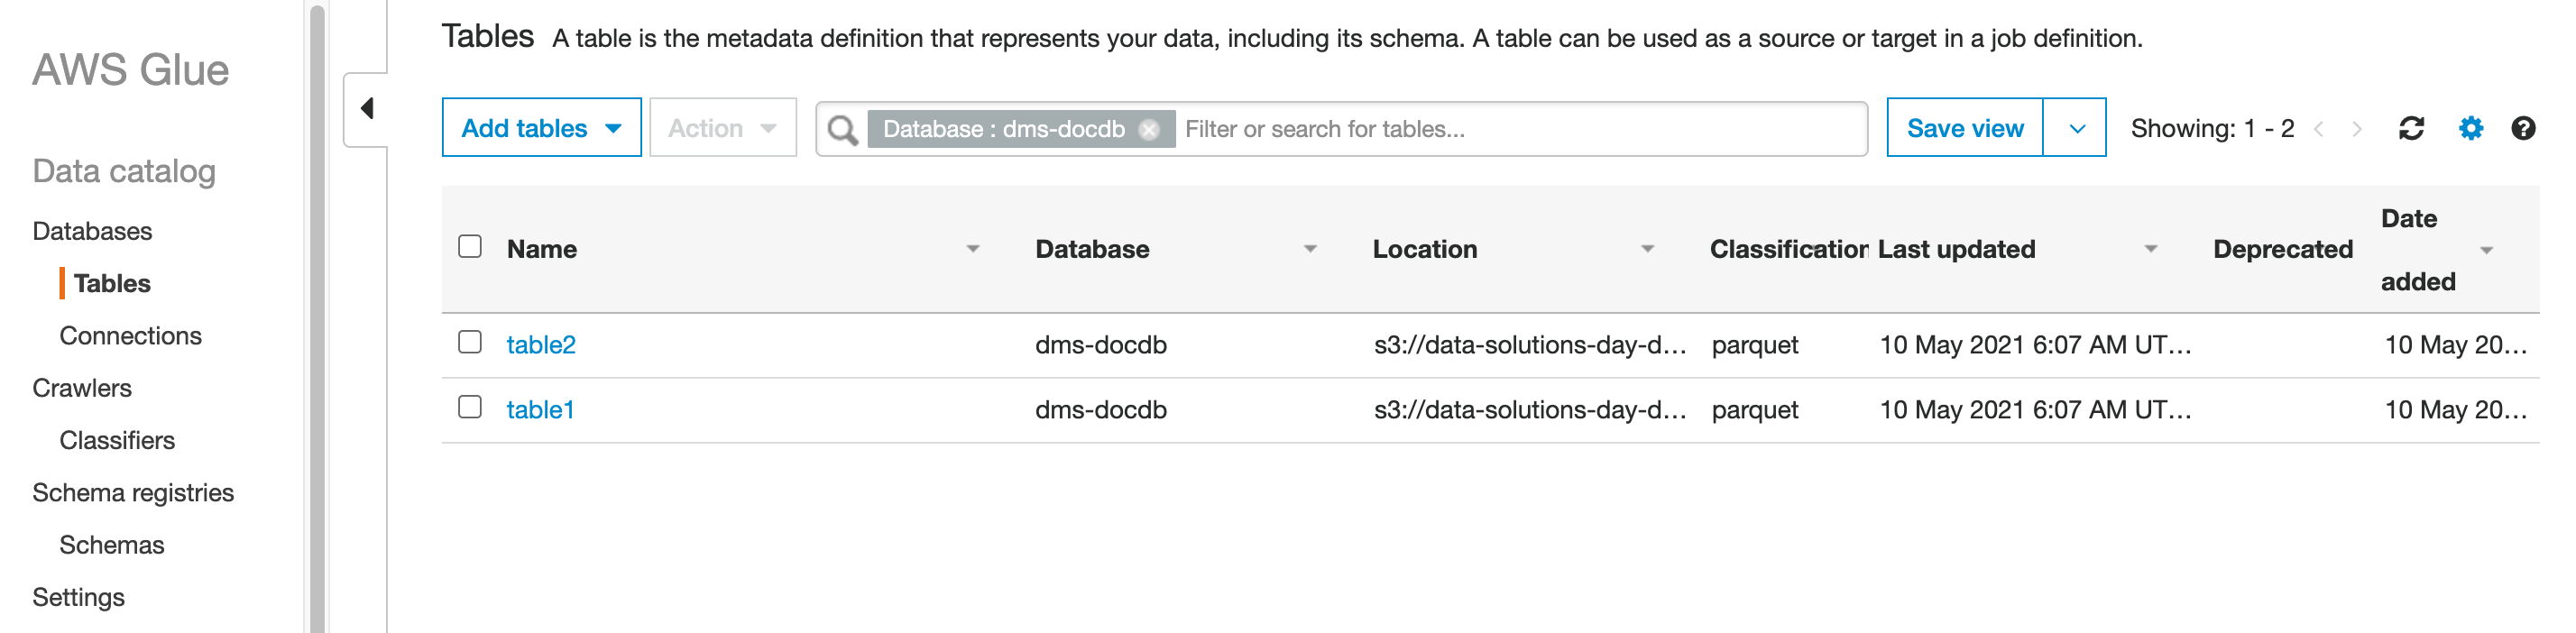 AWS Glue
Data catalog
Databases
Tables
Connections
Crawlers
Classifiers
Schema registries
Schemas
Settings
Tables A table is the metadata definition that represents your data, including its schema. A table can be used as a source or target in a job definition.
Add tables Action Database : dms-docdb Filter or search for tables... Save view Showing: 1 - 2
Name Database Location Classification Last updated Deprecated Date added
table2 dms-docdb s3://data-solutions-day-d... parquet 10 May 2021 6:07 AM UT... 10 May 20...
table1 dms-docdb s3://data-solutions-day-d... parquet 10 May 2021 6:07 AM UT... 10 May 20...